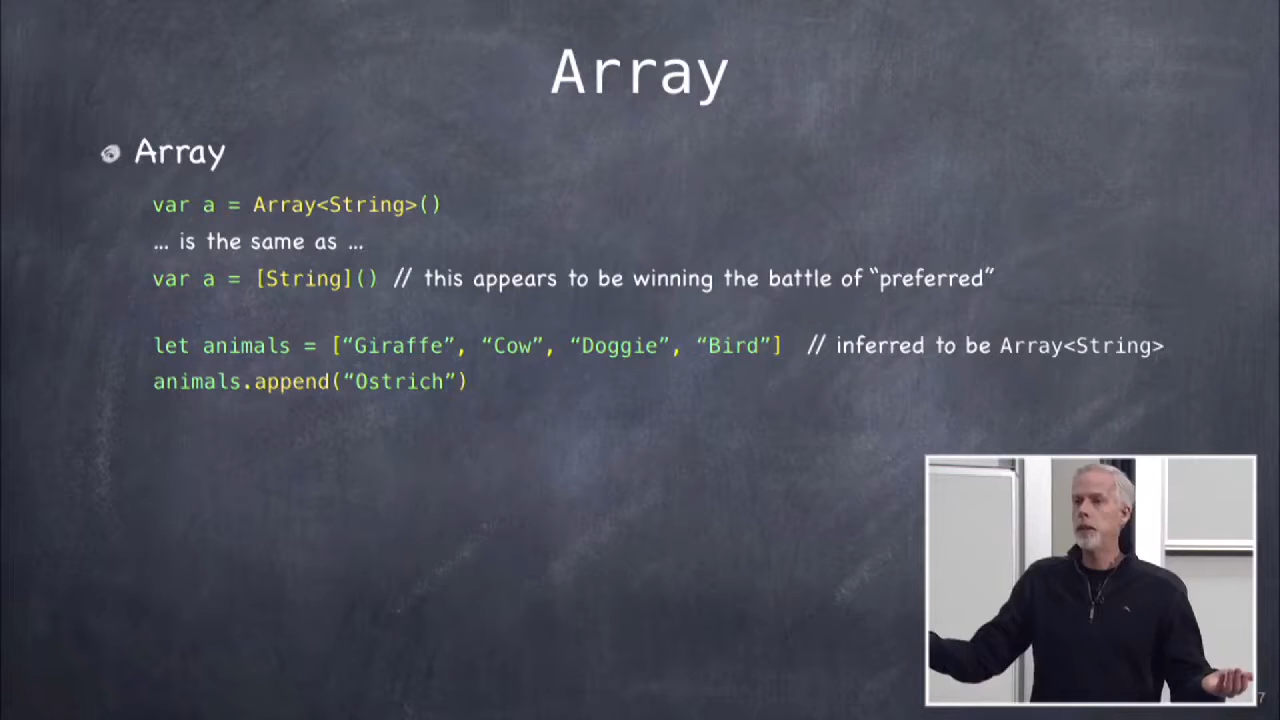 Array
Array
var a = Array<String>()
... is the same as ...
var a = [String]() // this appears to be winning the battle of “preferred”
let animals = [“Giraffe”, “Cow”, “Doggie”, “Bird”] // inferred to be Array<String>
animals.append(“Ostrich”)
7